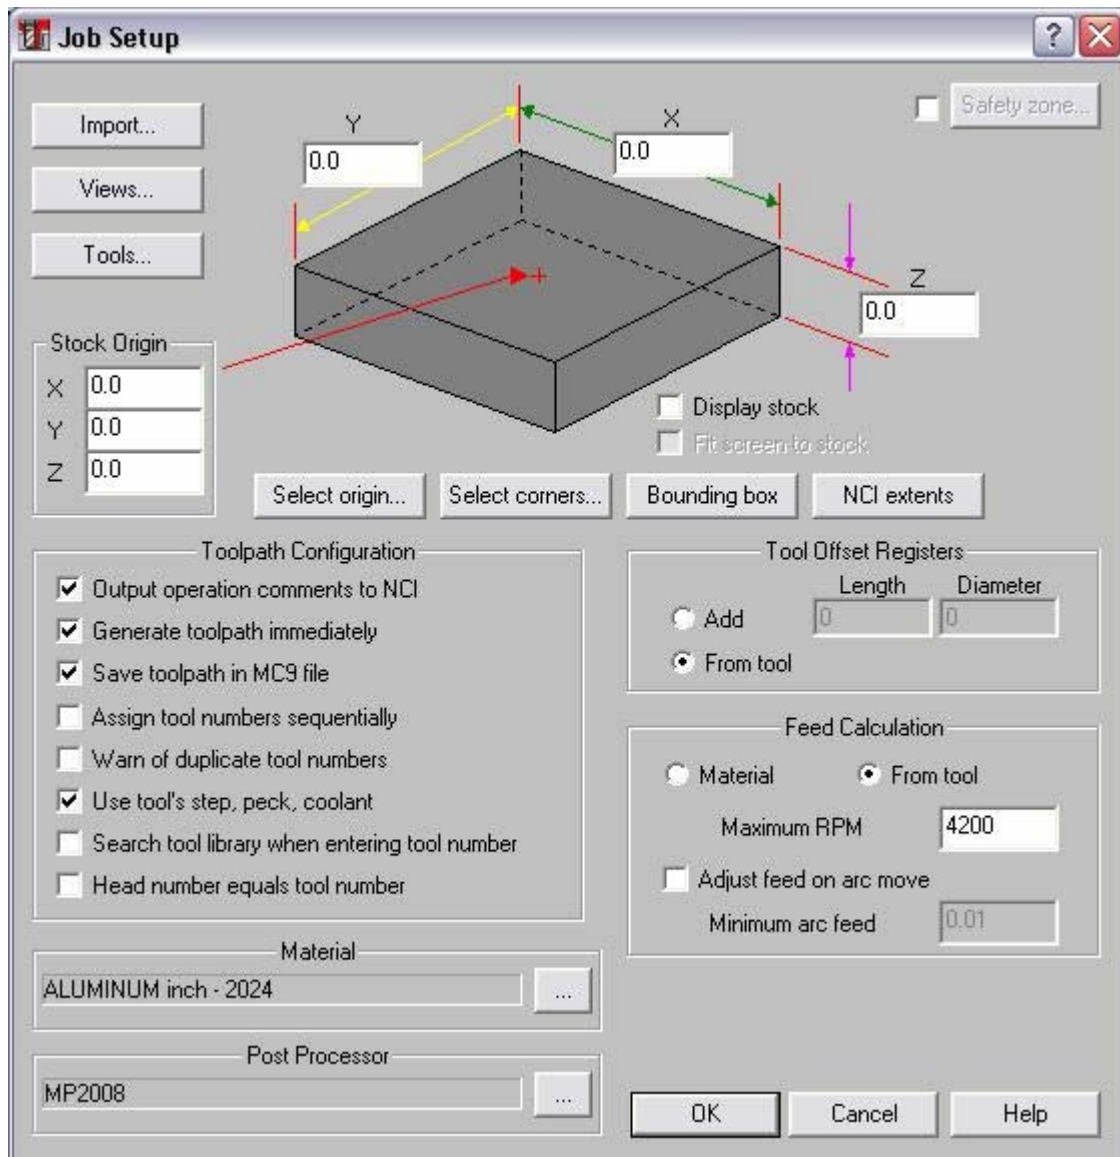 Job Setup
Import...
Views...
Tools...
Y
0.0
X
0.0
Safety zone...
Z
0.0
Stock Origin
X 0.0
Y 0.0
Z 0.0
Display stock
Fit screen to stock
Select origin...
Select corners...
Bounding box
NCI extents
Toolpath Configuration
Output operation comments to NCI
Generate toolpath immediately
Save toolpath in MC9 file
Assign tool numbers sequentially
Warn of duplicate tool numbers
Use tool's step, peck, coolant
Search tool library when entering tool number
Head number equals tool number
Tool Offset Registers
Length Diameter
Add 0 0
From tool
Feed Calculation
Material From tool
Maximum RPM 4200
Adjust feed on arc move
Minimum arc feed 0.01
Material
ALUMINUM inch - 2024 ...
Post Processor
MP2008 ...
OK
Cancel
Help